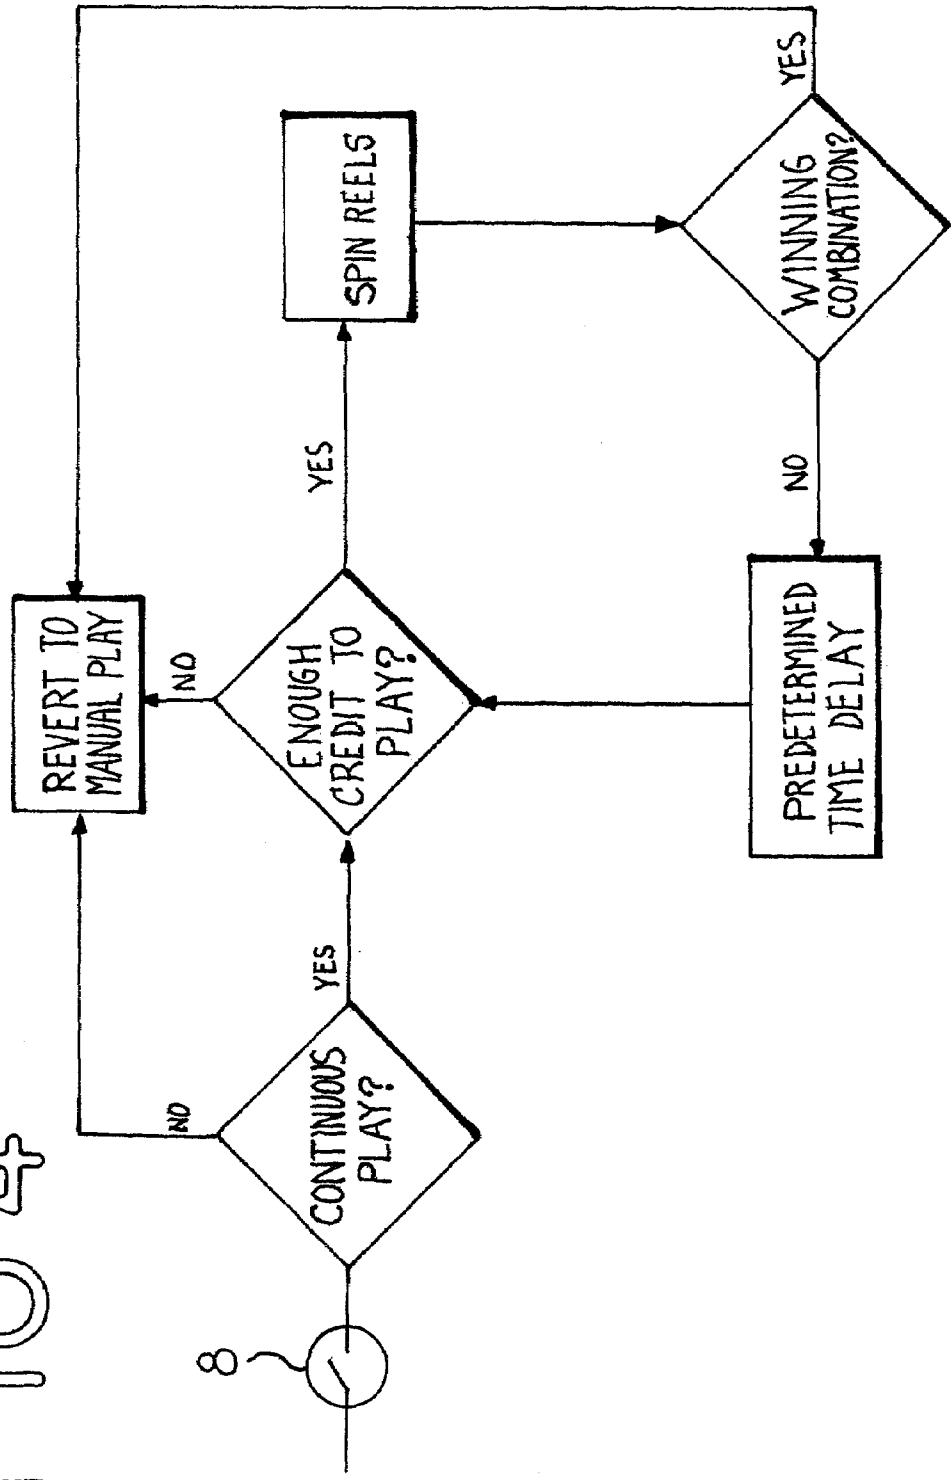 8
CONTINUOUS
PLAY?
NO
YES
REVERT TO
MANUAL PLAY
NO
ENOUGH
CREDIT TO
PLAY?
YES
SPIN REELS
PREDETERMINED
TIME DELAY
NO
WINNING
COMBINATION?
YES